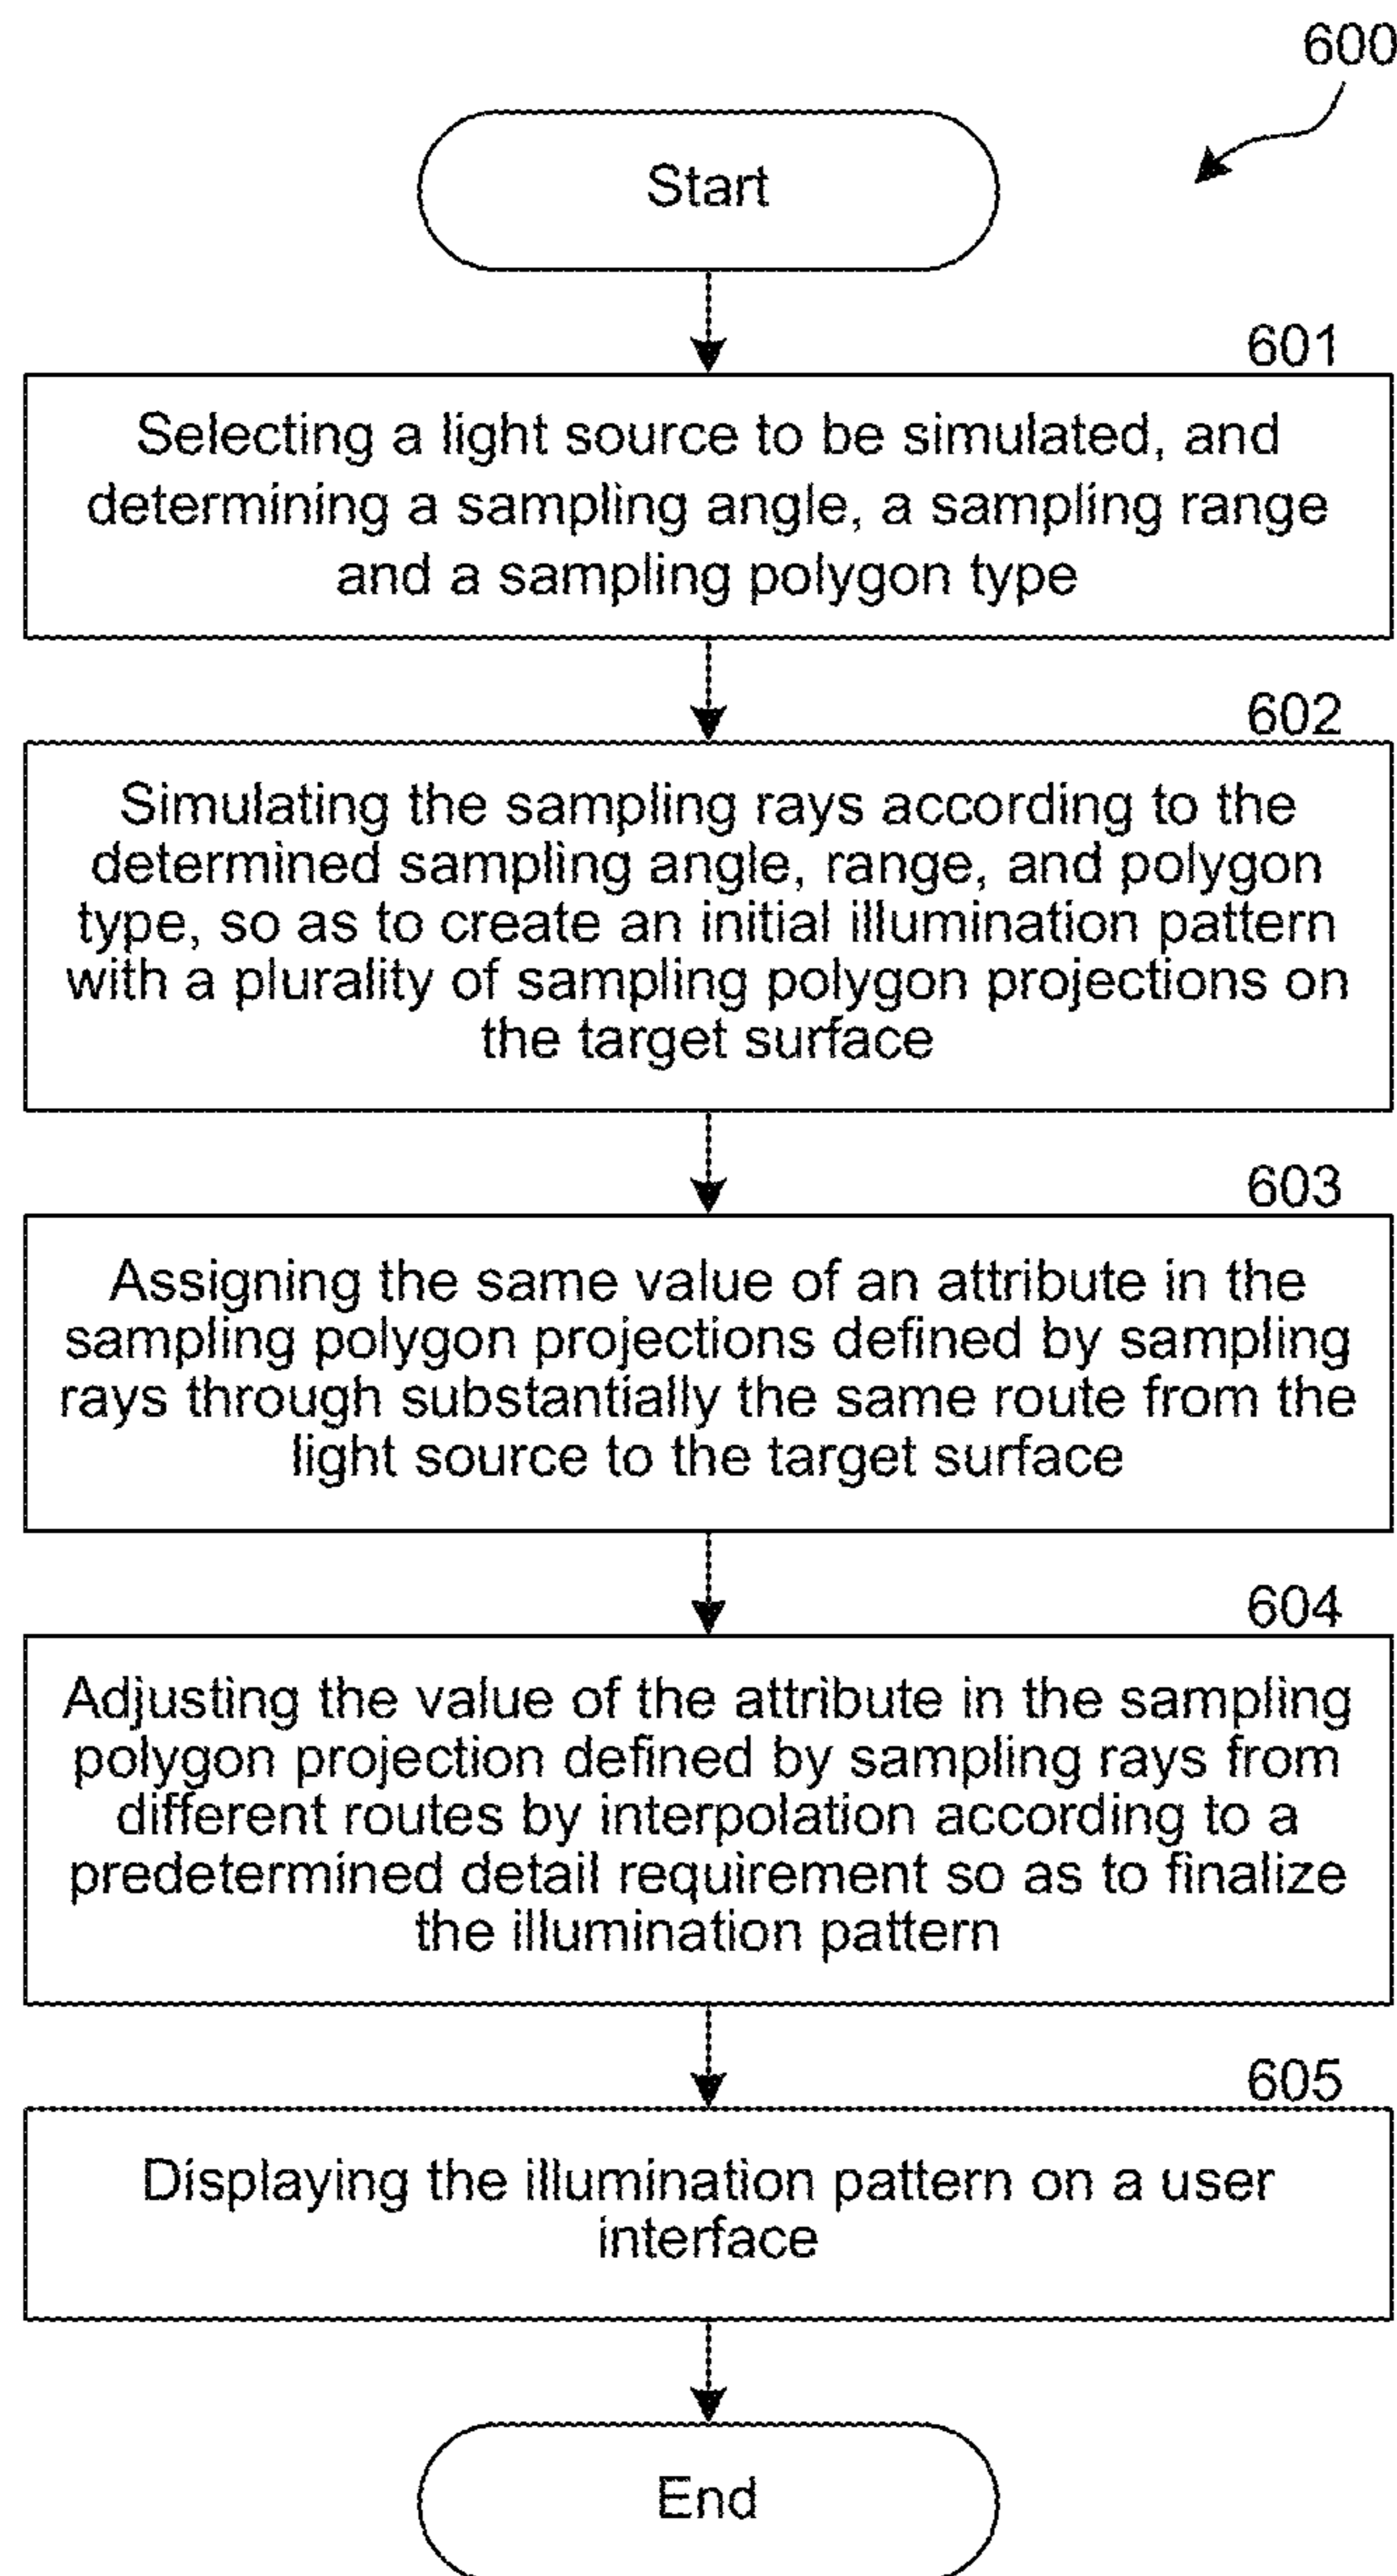 600
Start
601
Selecting a light source to be simulated, and
determining a sampling angle, a sampling range
and a sampling polygon type
602
Simulating the sampling rays according to the
determined sampling angle, range, and polygon
type, so as to create an initial illumination pattern
with a plurality of sampling polygon projections on
the target surface
603
Assigning the same value of an attribute in the
sampling polygon projections defined by sampling
rays through substantially the same route from the
light source to the target surface
604
Adjusting the value of the attribute in the sampling
polygon projection defined by sampling rays from
different routes by interpolation according to a
predetermined detail requirement so as to finalize
the illumination pattern
605
Displaying the illumination pattern on a user
interface
End